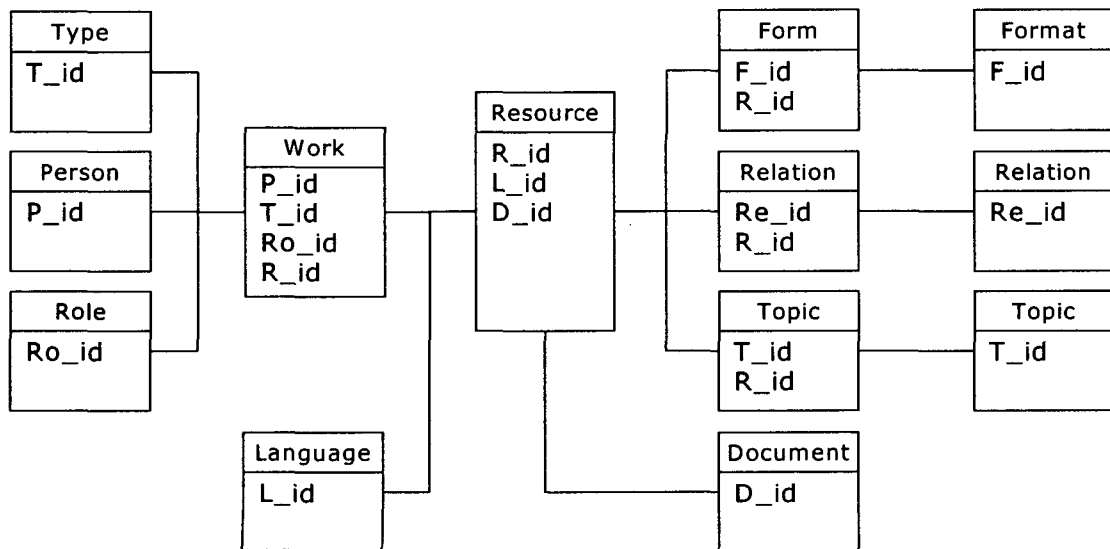 Type
T_id
Person
P_id
Role
Ro_id
Work
P_id
T_id
Ro_id
R_id
Language
L_id
Resource
R_id
L_id
D_id
Form
F_id
R_id
Relation
Re_id
R_id
Topic
T_id
R_id
Document
D_id
Format
F_id
Relation
Re_id
Topic
T_id